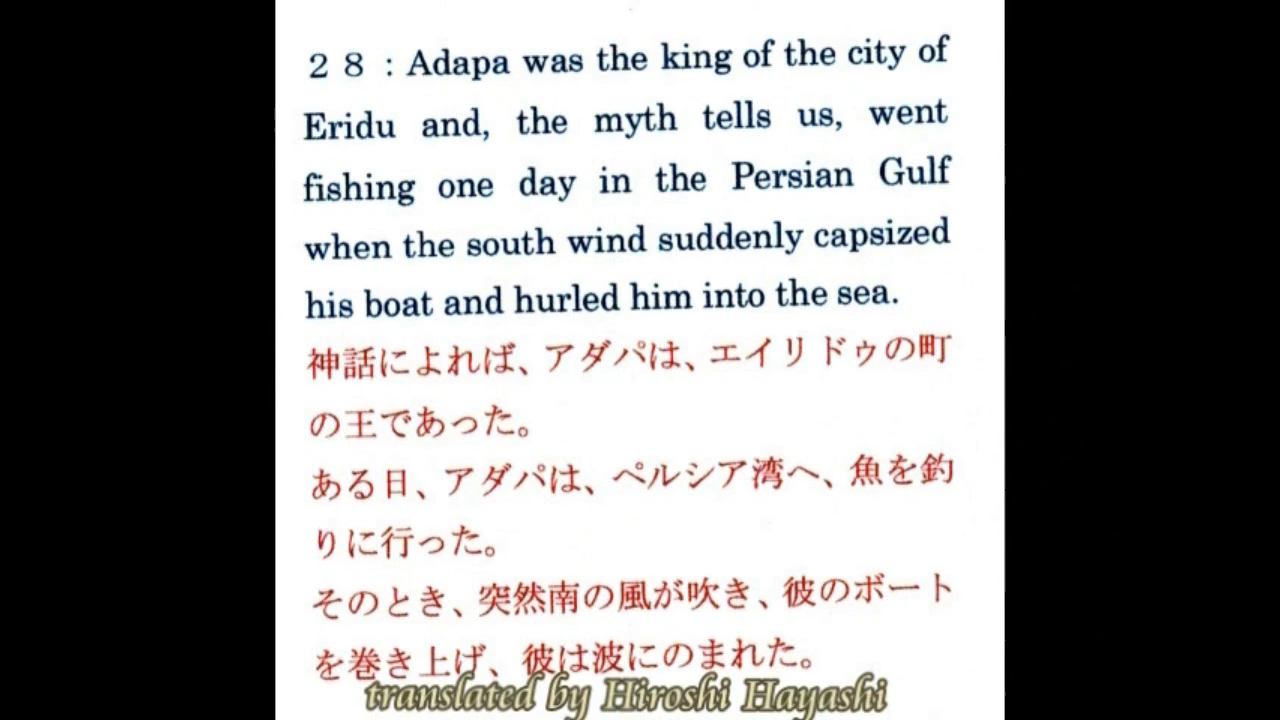 ２８：Adapa was the king of the city of
Eridu and, the myth tells us, went
fishing one day in the Persian Gulf
when the south wind suddenly capsized
his boat and hurled him into the sea.
神話によれば、アダパは、エイリドゥの町
の王であった。
ある日、アダパは、ペルシア湾へ、魚を釣
りに行った。
そのとき、突然南の風が吹き、彼のボート
を巻き上げ、彼は波にのまれた。
translated by Hiroshi Hayashi